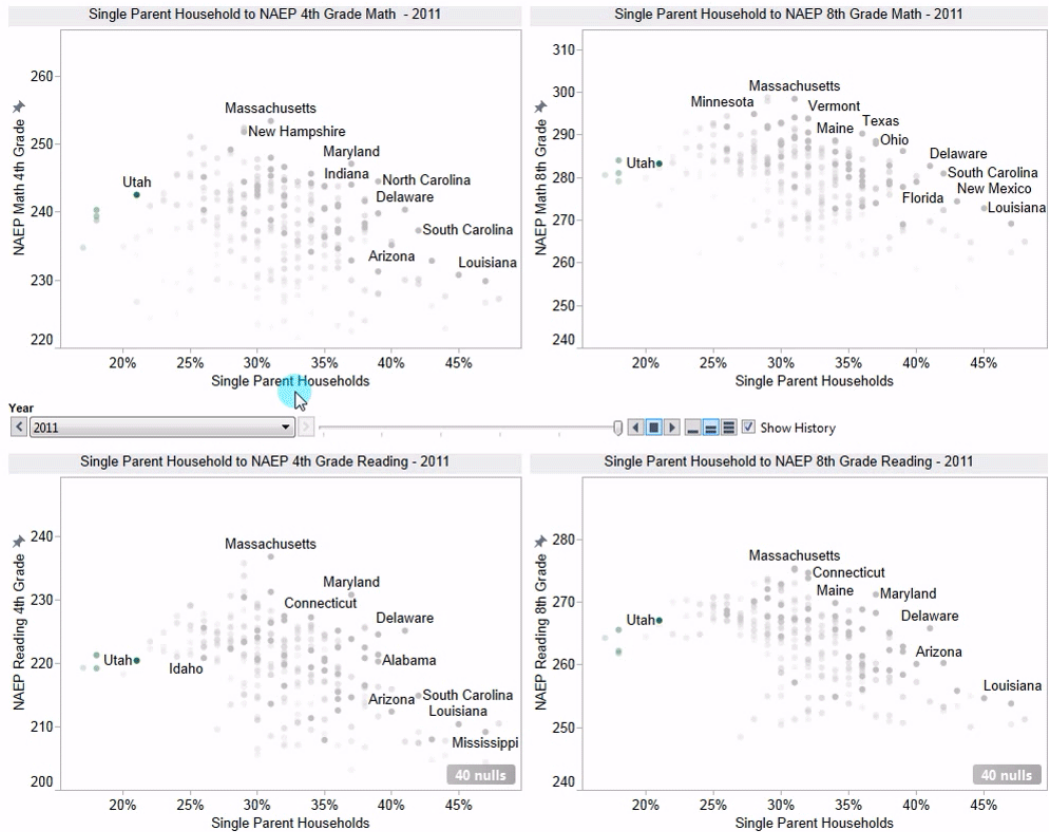 Single Parent Household to NAEP 4th Grade Math - 2011
NAEP Math 4th Grade
260
250
240
230
220
Massachusetts
New Hampshire
Maryland
Indiana
Utah
North Carolina
Delaware
South Carolina
Arizona
Louisiana
20%
25%
30%
35%
40%
45%
Single Parent Households
Single Parent Household to NAEP 8th Grade Math - 2011
NAEP Math 8th Grade
310
300
290
280
270
260
250
240
Massachusetts
Minnesota
Vermont
Maine
Texas
Ohio
Utah
Delaware
South Carolina
New Mexico
Florida
Louisiana
20%
25%
30%
35%
40%
45%
Single Parent Households
Year
2011
Show History
Single Parent Household to NAEP 4th Grade Reading - 2011
NAEP Reading 4th Grade
240
230
220
210
200
Massachusetts
Maryland
Connecticut
Delaware
Utah
Idaho
Alabama
Arizona
South Carolina
Louisiana
Mississippi
40 nulls
20%
25%
30%
35%
40%
45%
Single Parent Households
Single Parent Household to NAEP 8th Grade Reading - 2011
NAEP Reading 8th Grade
280
270
260
250
240
Massachusetts
Connecticut
Maine
Maryland
Utah
Delaware
Arizona
Louisiana
40 nulls
20%
25%
30%
35%
40%
45%
Single Parent Households